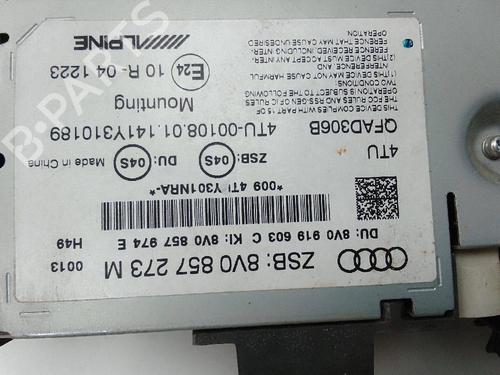 ZSB: 8V0 857 273 M
0013
DU: 8V0 919 603 C KI: 8V0 857 974 E
H49
*009 4TI Y301NRA-*
4TU
ZSB: 04S DU: 04S Made in China
QFAD306B
4TU-00108.01.141Y310189
Mounting
THIS DEVICE COMPLIES WITH PART 15 OF
THE FCC RULES AND RSS-GEN OF IC RULES
OPERATION IS SUBJECT TO THE FOLLOWING
TWO CONDITIONS
(1)THIS DEVICE MAY NOT CAUSE HARMFUL
INTERFERENCE, AND
(2)THIS DEVICE MUST ACCEPT ANY INTER-
FERENCE RECEIVED, INCLUDING INTER-
FERENCE THAT MAY CAUSE UNDESIRED
OPERATION
E24 10 R-04 1223
ALPINE
B-PARTS